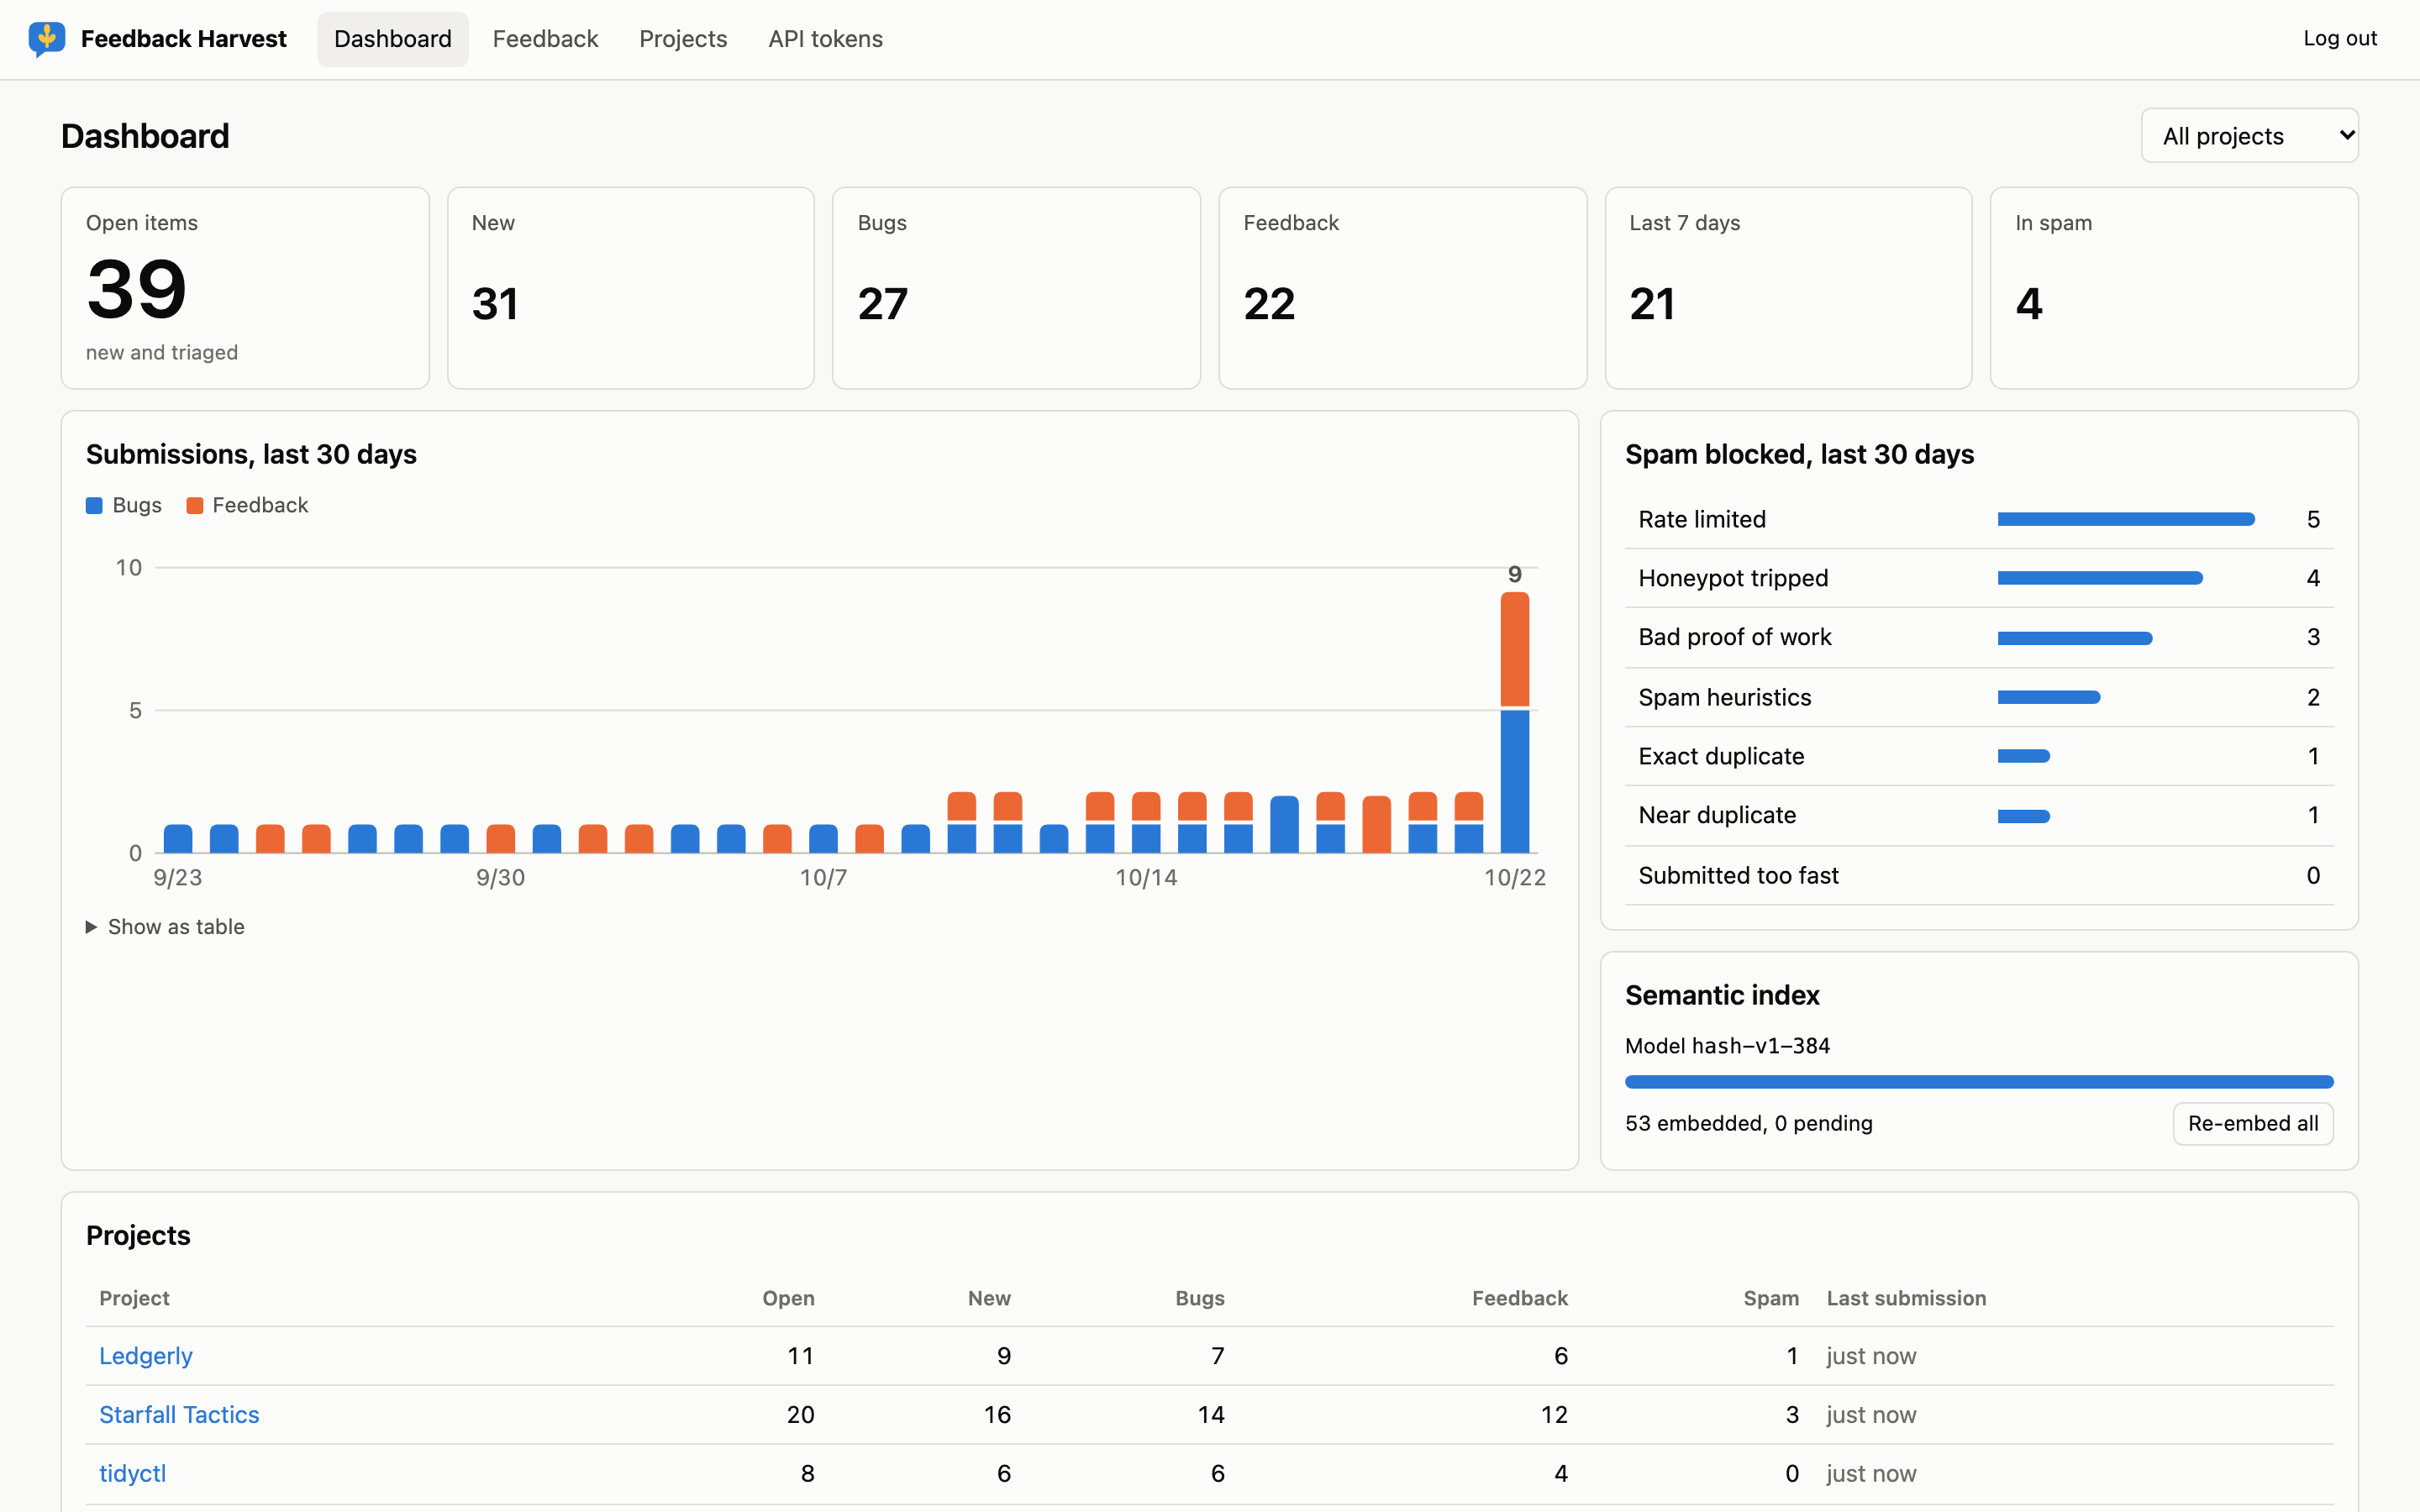 Feedback Harvest Dashboard Feedback Projects API tokens Log out
Dashboard All projects
Open items
39
new and triaged
New
31
Bugs
27
Feedback
22
Last 7 days
21
In spam
4
Submissions, last 30 days
Bugs Feedback
10
9
5
0
9/23 9/30 10/7 10/14 10/22
Show as table
Spam blocked, last 30 days
Rate limited 5
Honeypot tripped 4
Bad proof of work 3
Spam heuristics 2
Exact duplicate 1
Near duplicate 1
Submitted too fast 0
Semantic index
Model hash-v1-384
53 embedded, 0 pending Re-embed all
Projects
Project Open New Bugs Feedback Spam Last submission
Ledgerly 11 9 7 6 1 just now
Starfall Tactics 20 16 14 12 3 just now
tidyctl 8 6 6 4 0 just now